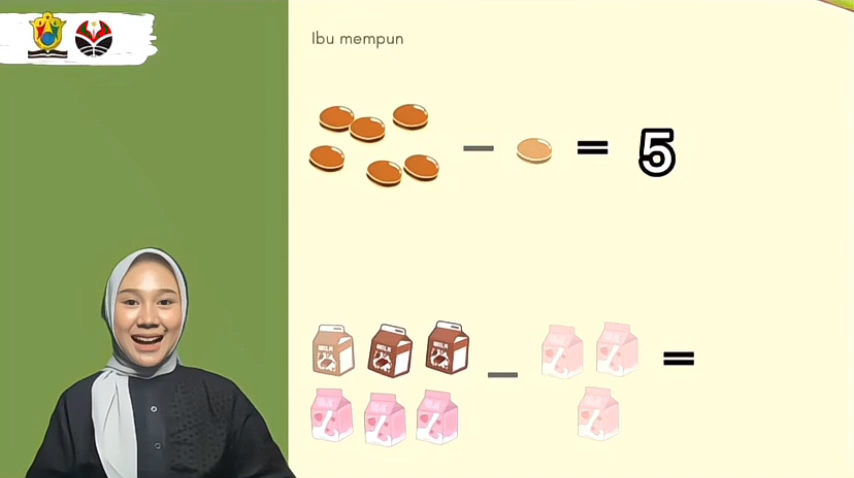 Ibu mempun
— = 5
— =